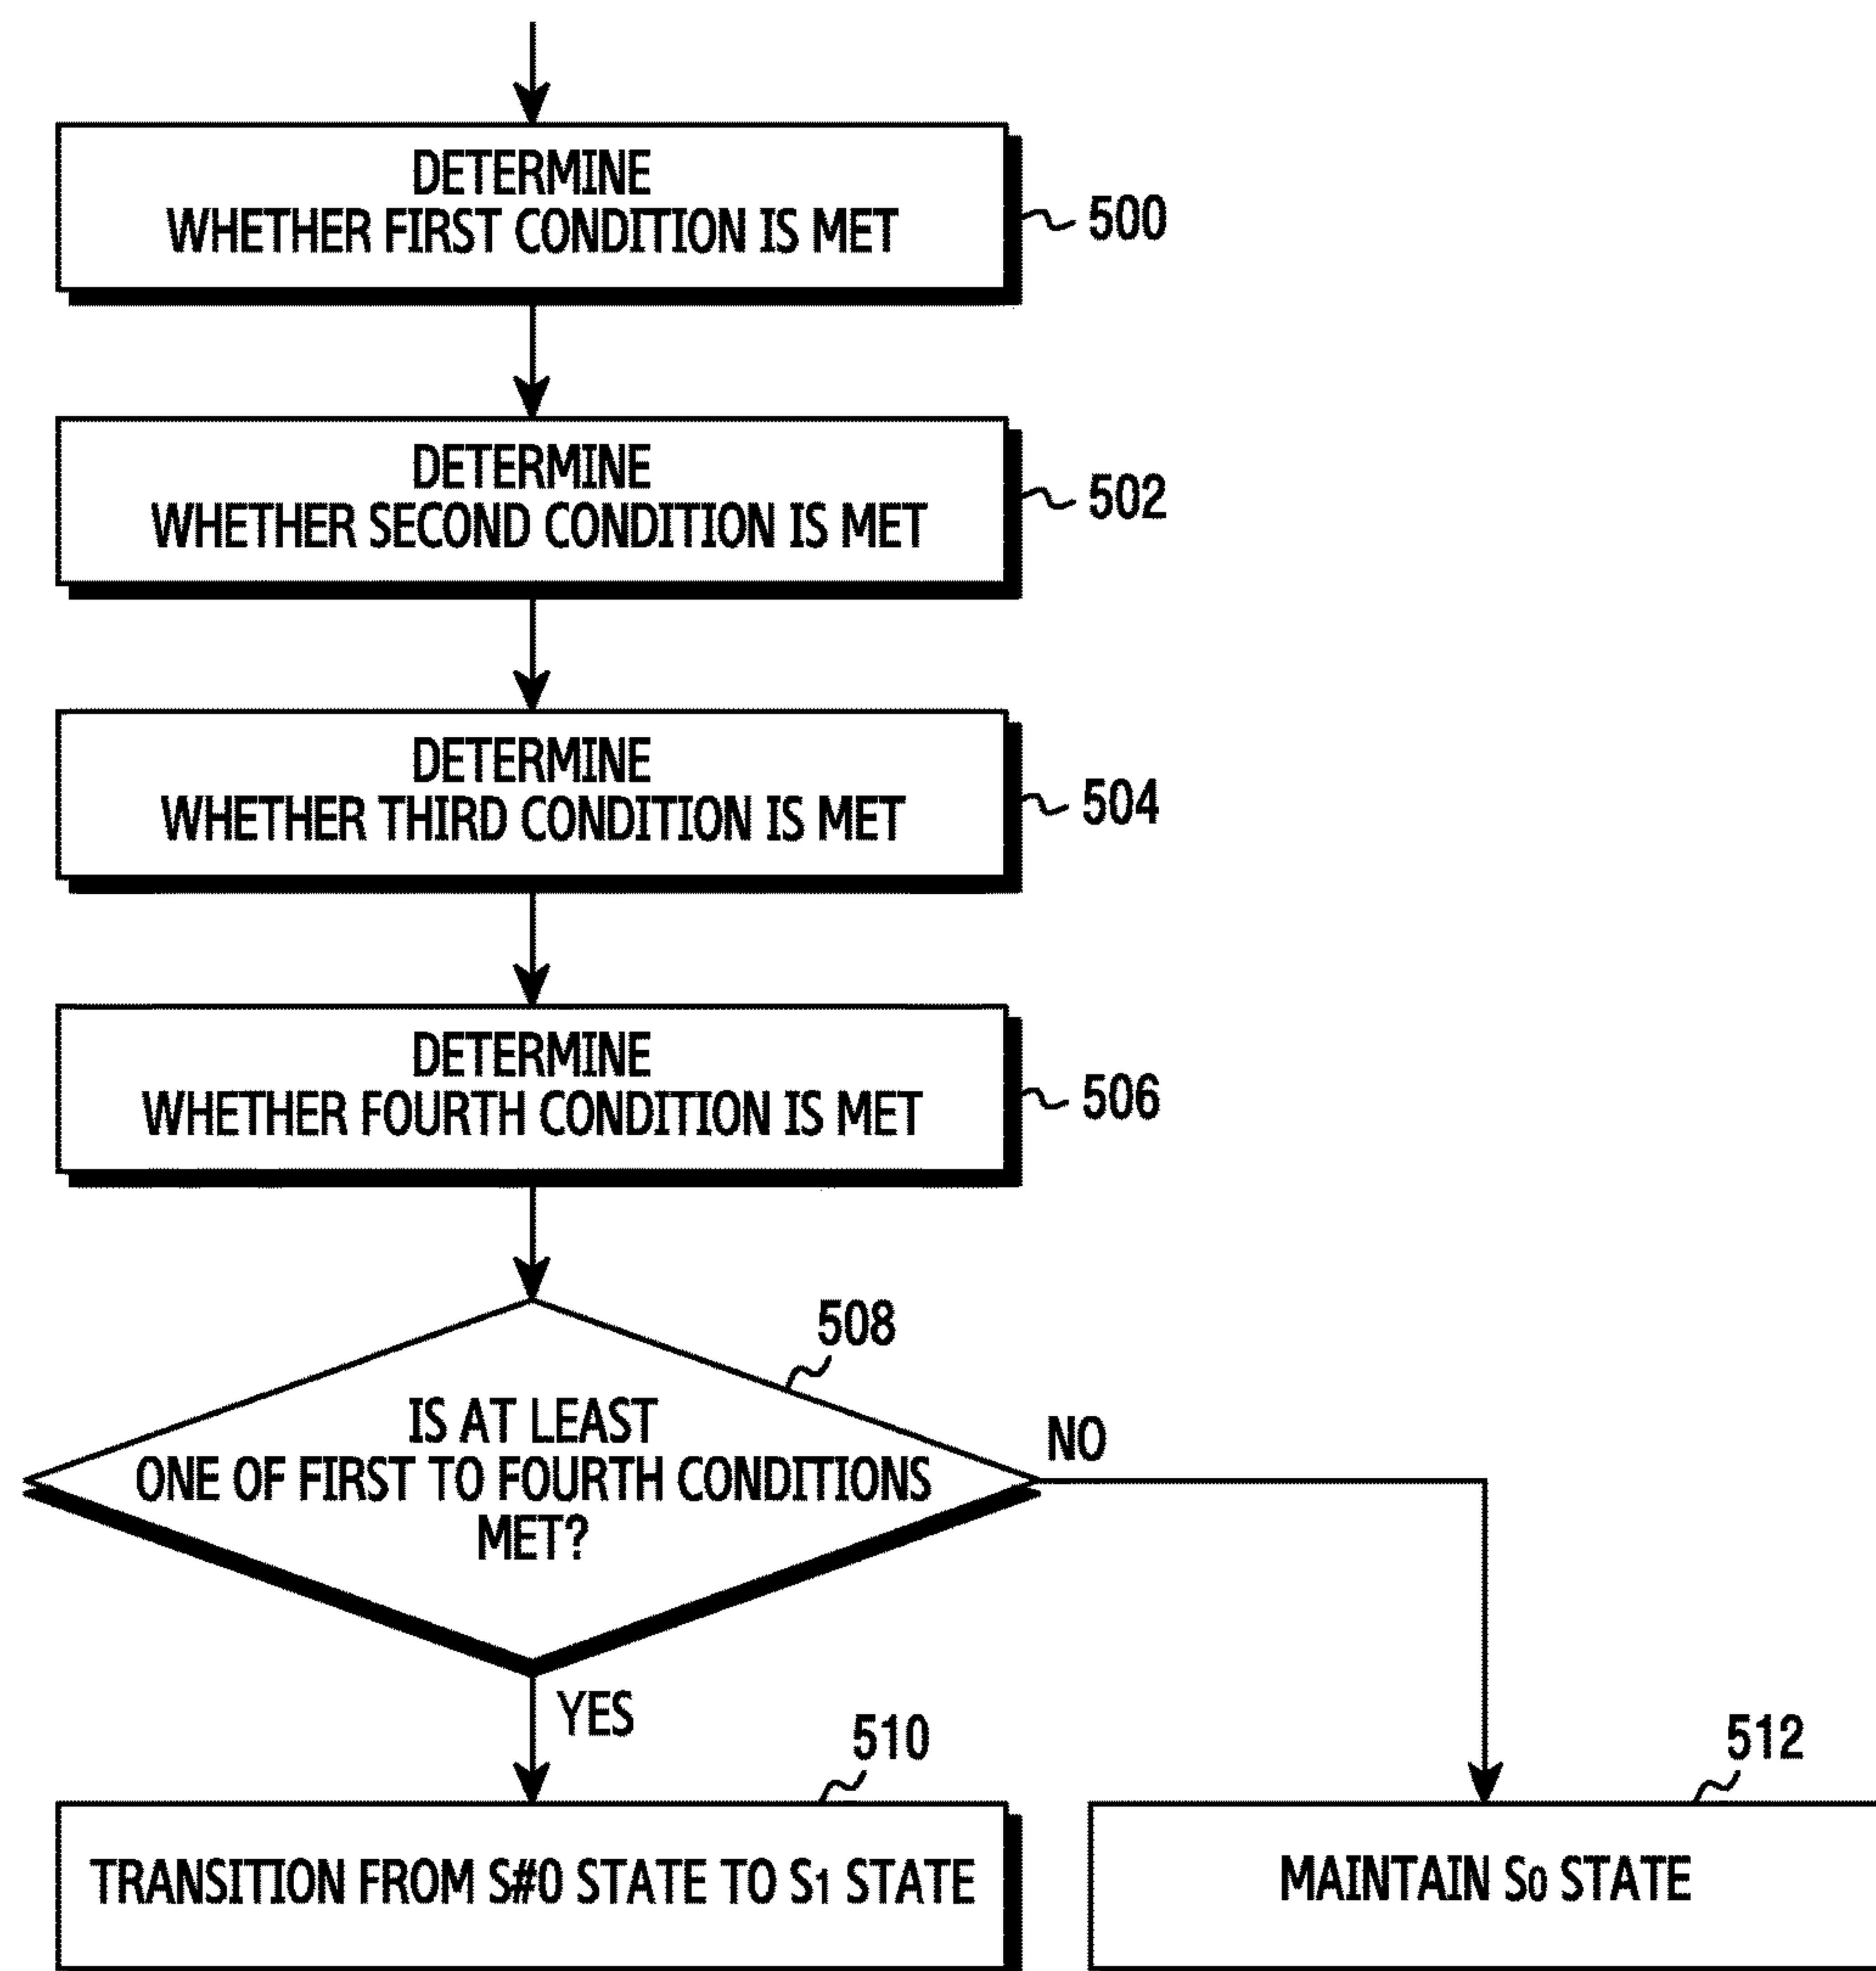 DETERMINE
WHETHER FIRST CONDITION IS MET
500
DETERMINE
WHETHER SECOND CONDITION IS MET
502
DETERMINE
WHETHER THIRD CONDITION IS MET
504
DETERMINE
WHETHER FOURTH CONDITION IS MET
506
508
IS AT LEAST
ONE OF FIRST TO FOURTH CONDITIONS
MET?
NO
YES
510
TRANSITION FROM S#0 STATE TO S1 STATE
512
MAINTAIN S0 STATE